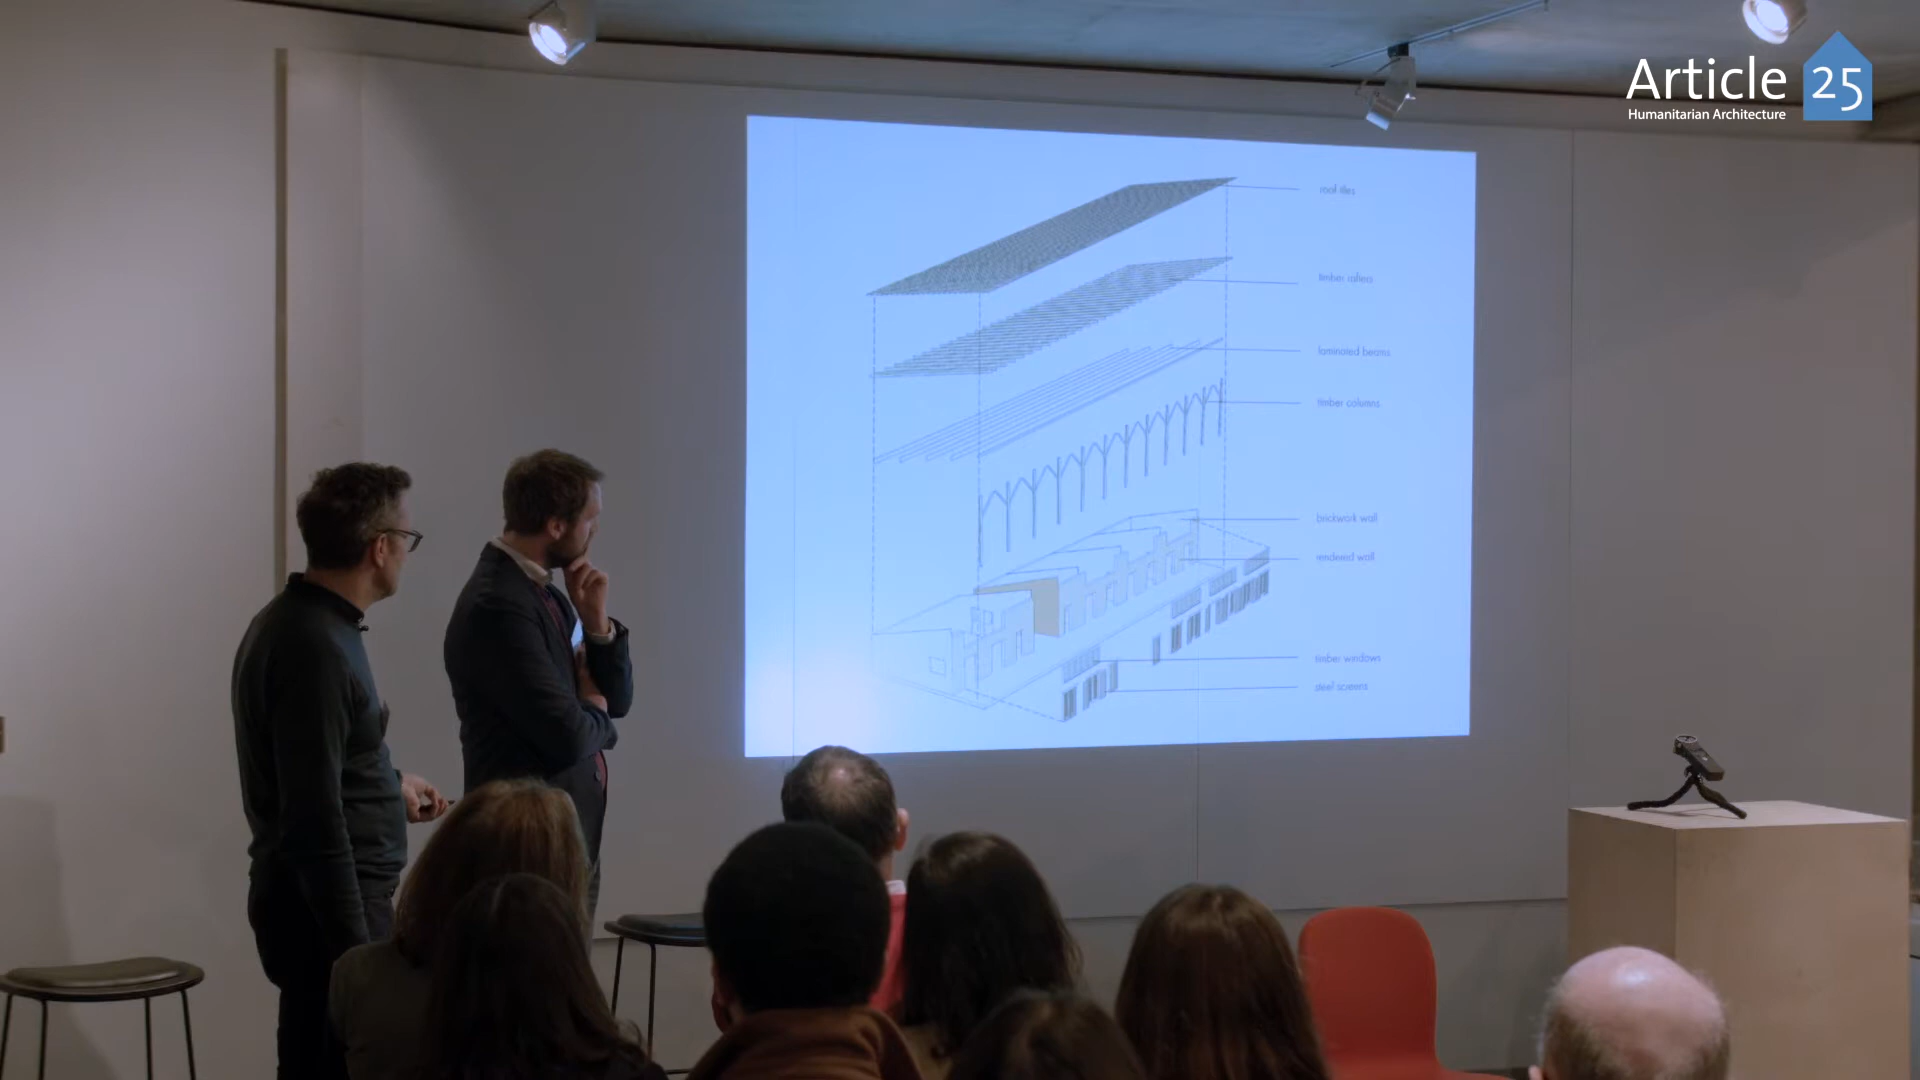 Article 25
Humanitarian Architecture
roof tiles
timber rafters
laminated beams
timber columns
brickwork wall
rendered wall
timber windows
steel screens